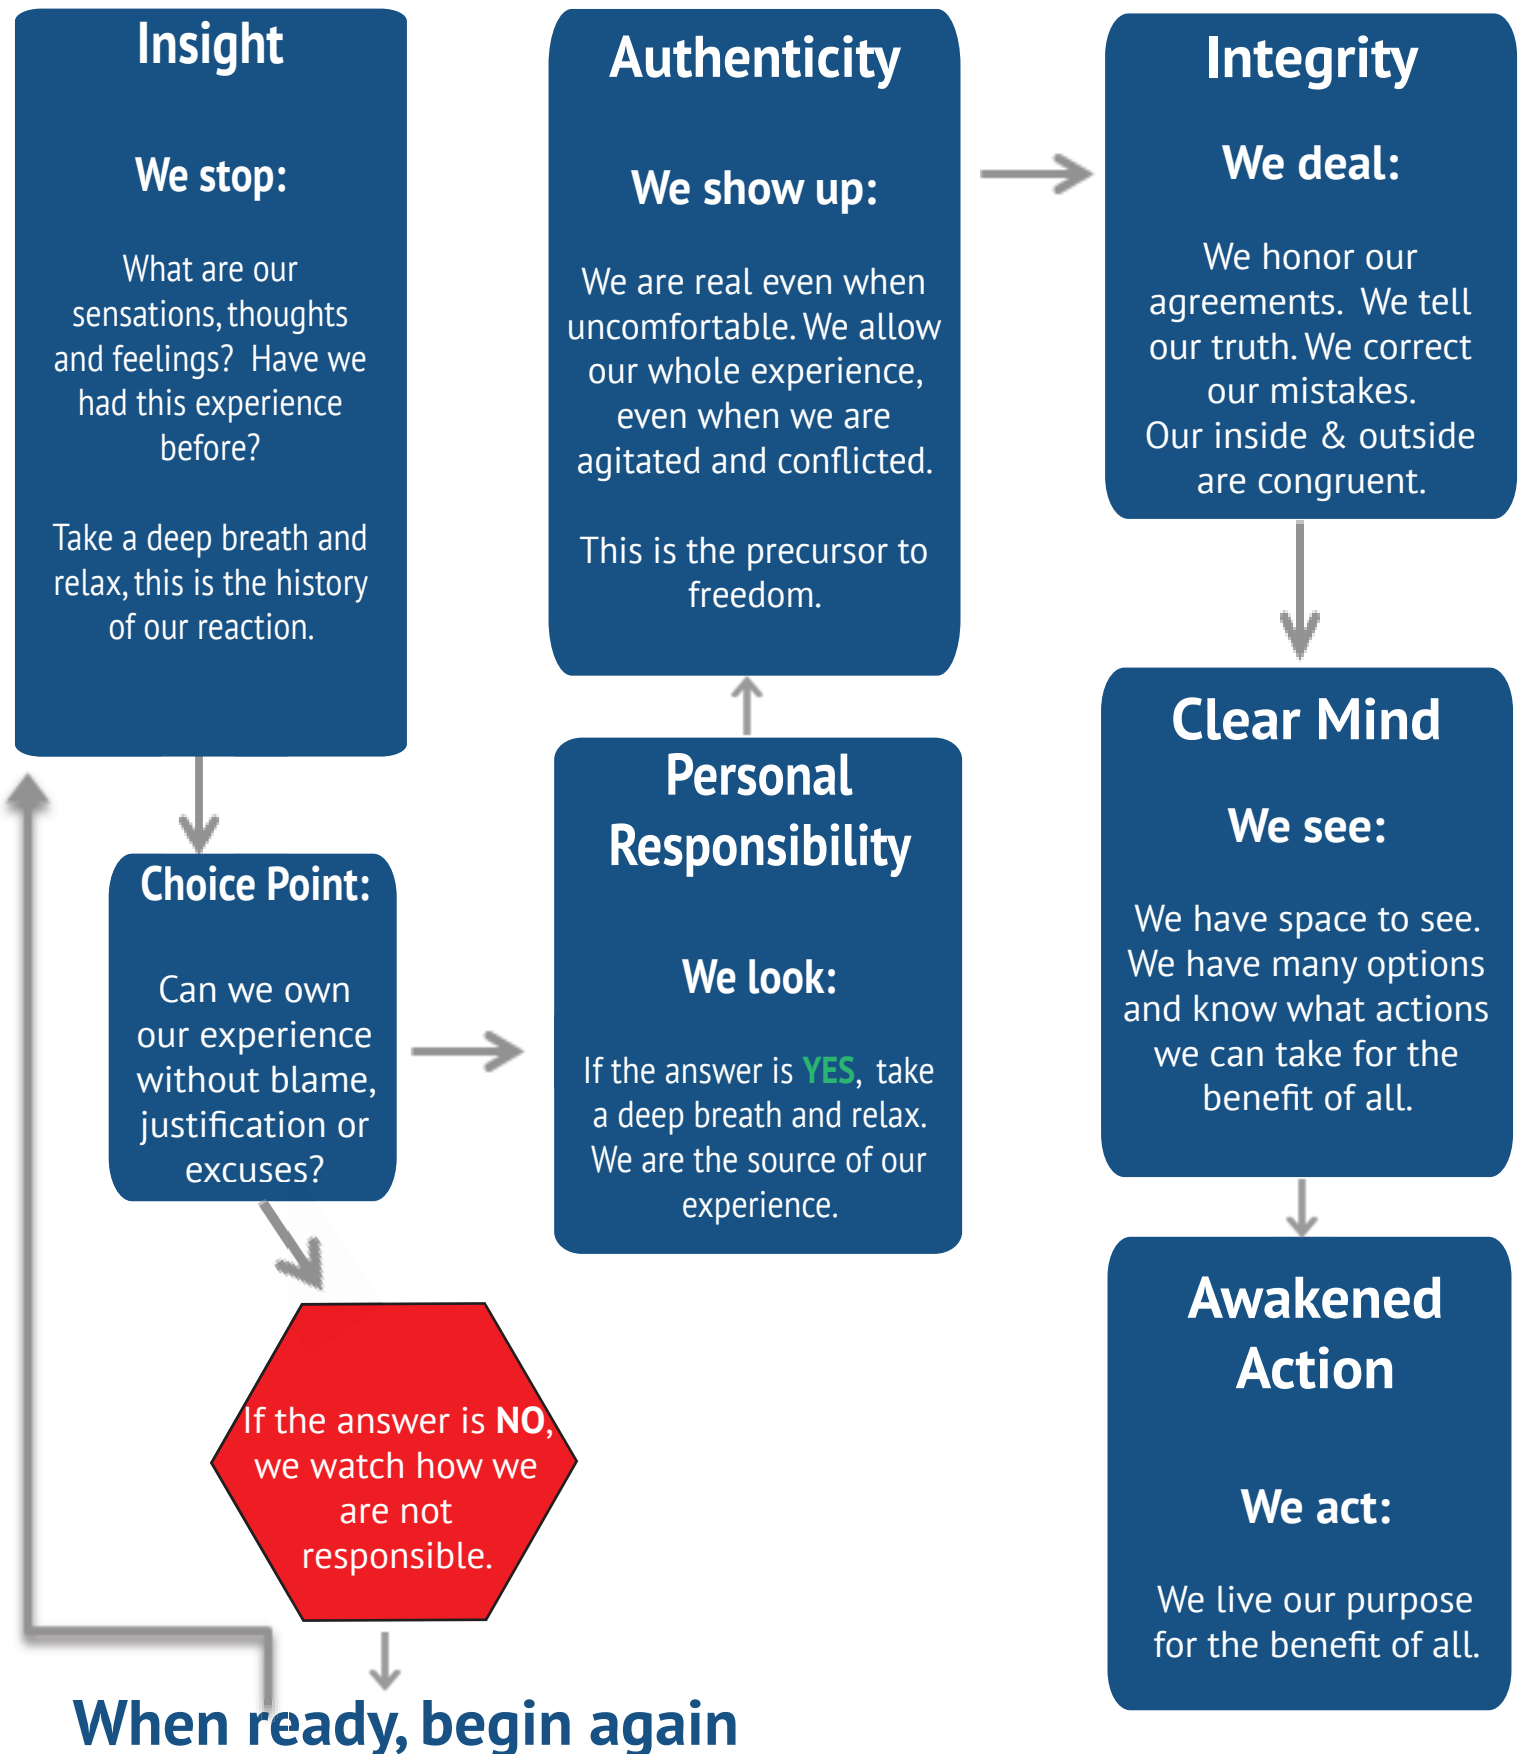 Insight
We stop:
What are our
sensations, thoughts
and feelings?  Have we
had this experience
before?
Take a deep breath and
relax, this is the history
of our reaction.
Choice Point:
Can we own
our experience
without blame,
justification or
excuses?
If the answer is NO,
we watch how we
are not
responsible.
When ready, begin again
Personal
Responsibility
We look:
If the answer is YES,  take
a deep breath and relax.
We are the source of our
experience.
Authenticity
We show up:
We are real even when
uncomfortable. We allow
our whole experience,
even when we are
agitated and conflicted.
This is the precursor to
freedom.
Integrity
We deal:
We honor our
agreements.  We tell
our truth. We correct
our mistakes.
Our inside & outside
are congruent.
Clear Mind
We see:
We have space to see.
We have many options
and know what actions
we can take for the
benefit of all.
Awakened
Action
We act:
We live our purpose
for the benefit of all.